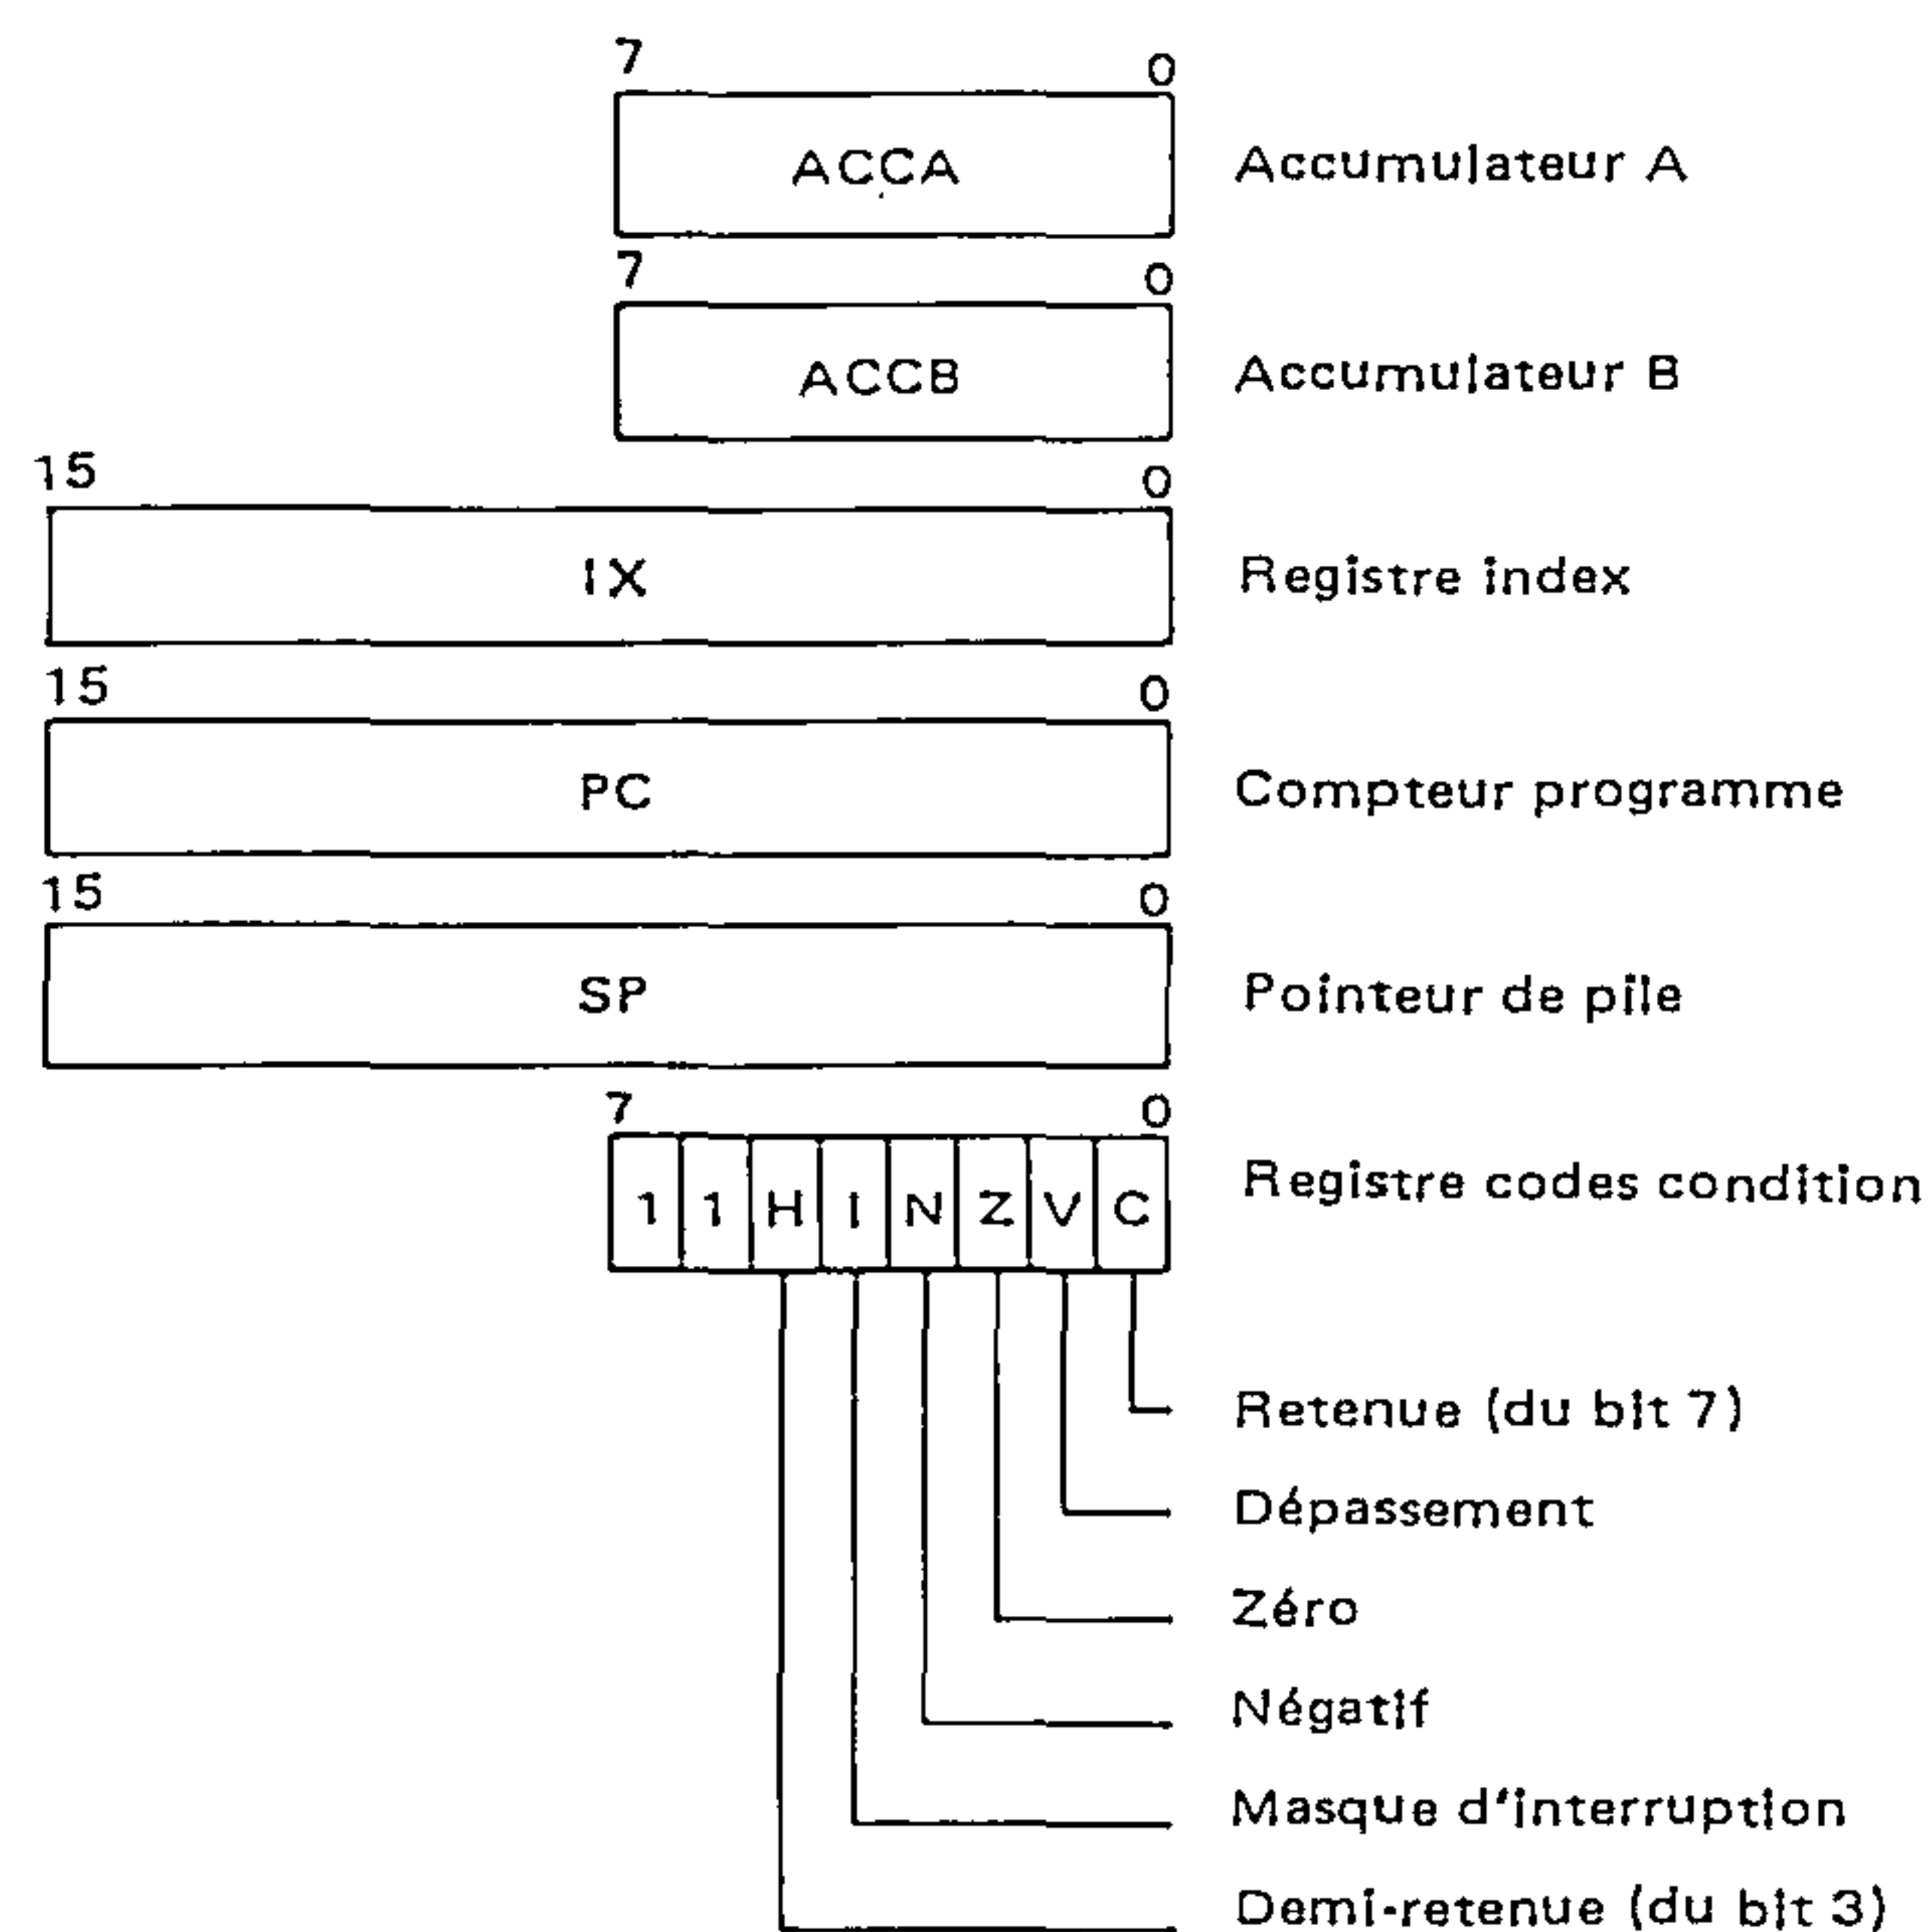 7 0
ACCA Accumulateur A
7 0
ACCB Accumulateur B
15 0
IX Registre index
15 0
PC Compteur programme
15 0
SP Pointeur de pile
7 0
1 1 H I N Z V C Registre codes condition
Retenue (du bit 7)
Dépassement
Zéro
Négatif
Masque d'interruption
Demi-retenue (du bit 3)